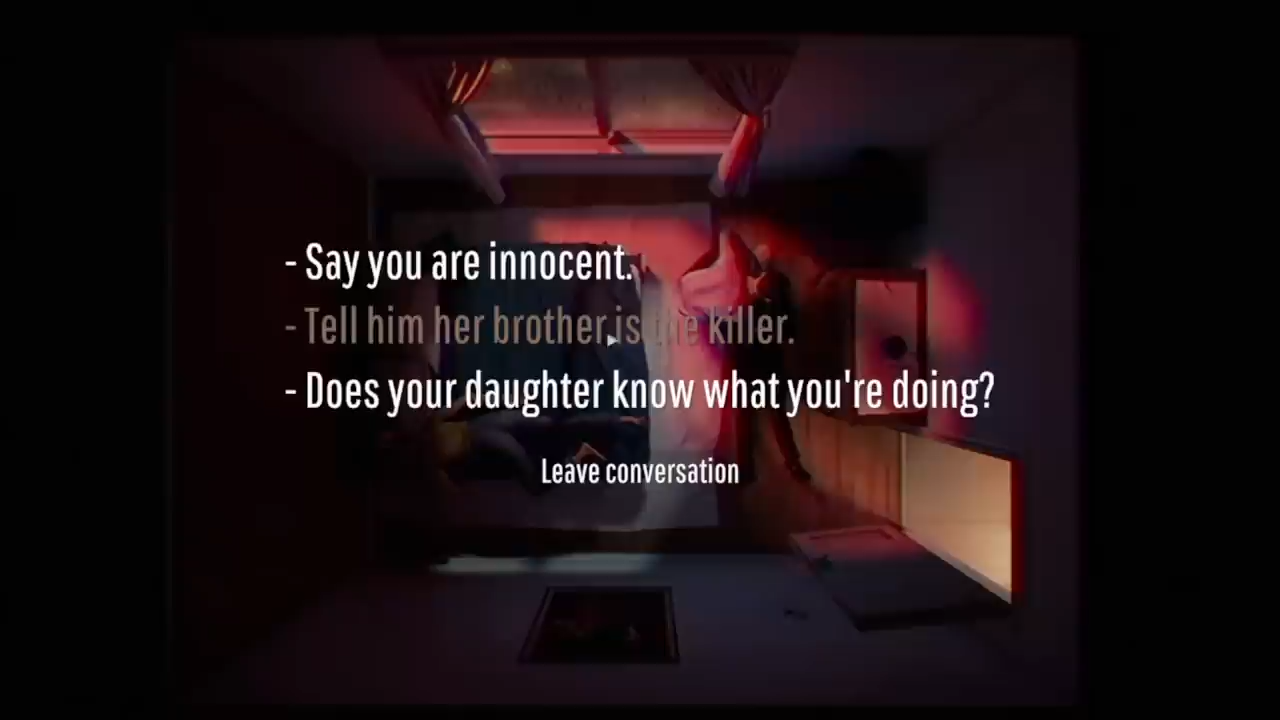 - Say you are innocent.
- Tell him her brother is the killer.
- Does your daughter know what you're doing?
Leave conversation